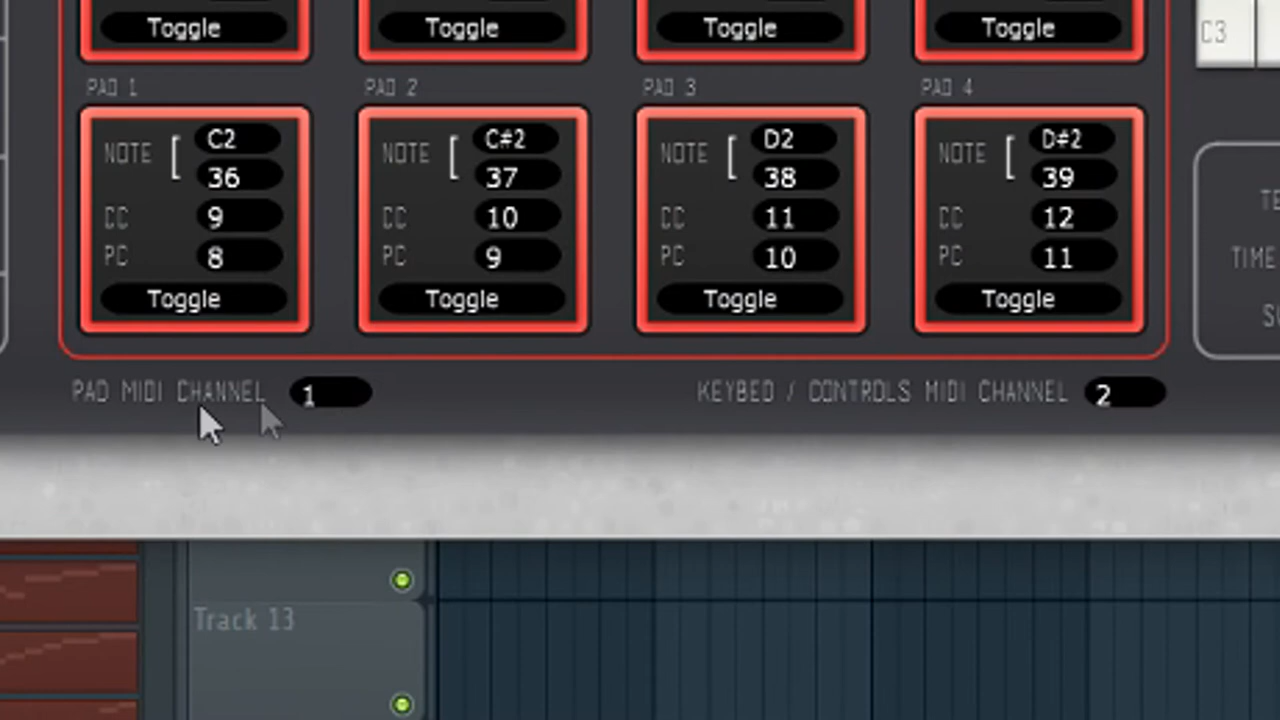 Toggle Toggle Toggle Toggle
C3
PAD 1 PAD 2 PAD 3 PAD 4
NOTE [ C2 NOTE [ C#2 NOTE [ D2 NOTE [ D#2
36 37 38 39
TE
CC 9 CC 10 CC 11 CC 12
PC 8 PC 9 PC 10 PC 11
TIME
Toggle Toggle Toggle Toggle
S
PAD MIDI CHANNEL 1 KEYBED / CONTROLS MIDI CHANNEL 2
Track 13